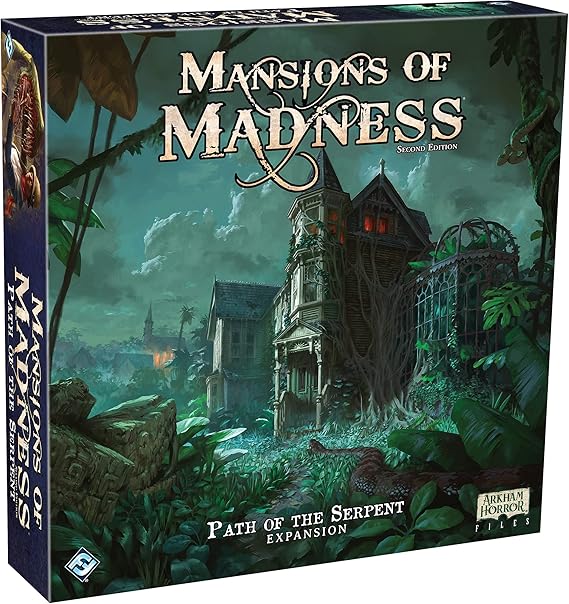 MANSIONS OF
MADNESS
SECOND EDITION
PATH OF THE SERPENT
EXPANSION
ARKHAM
HORROR
FILES
MANSIONS OF
MADNESS
PATH OF THE SERPENT